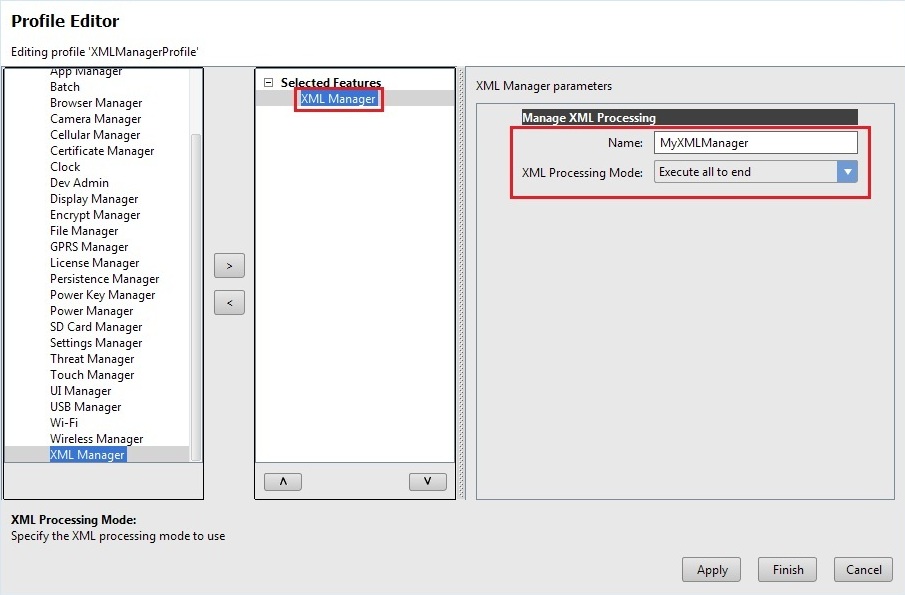 Profile Editor
Editing profile 'XMLManagerProfile'
App Manager
Batch
Browser Manager
Camera Manager
Cellular Manager
Certificate Manager
Clock
Dev Admin
Display Manager
Encrypt Manager
File Manager
GPRS Manager
License Manager
Persistence Manager
Power Key Manager
Power Manager
SD Card Manager
Settings Manager
Threat Manager
Touch Manager
UI Manager
USB Manager
Wi-Fi
Wireless Manager
XML Manager
>
<
Selected Features
XML Manager
XML Manager parameters
Manage XML Processing
Name: MyXMLManager
XML Processing Mode: Execute all to end
XML Processing Mode:
Specify the XML processing mode to use
Apply Finish Cancel